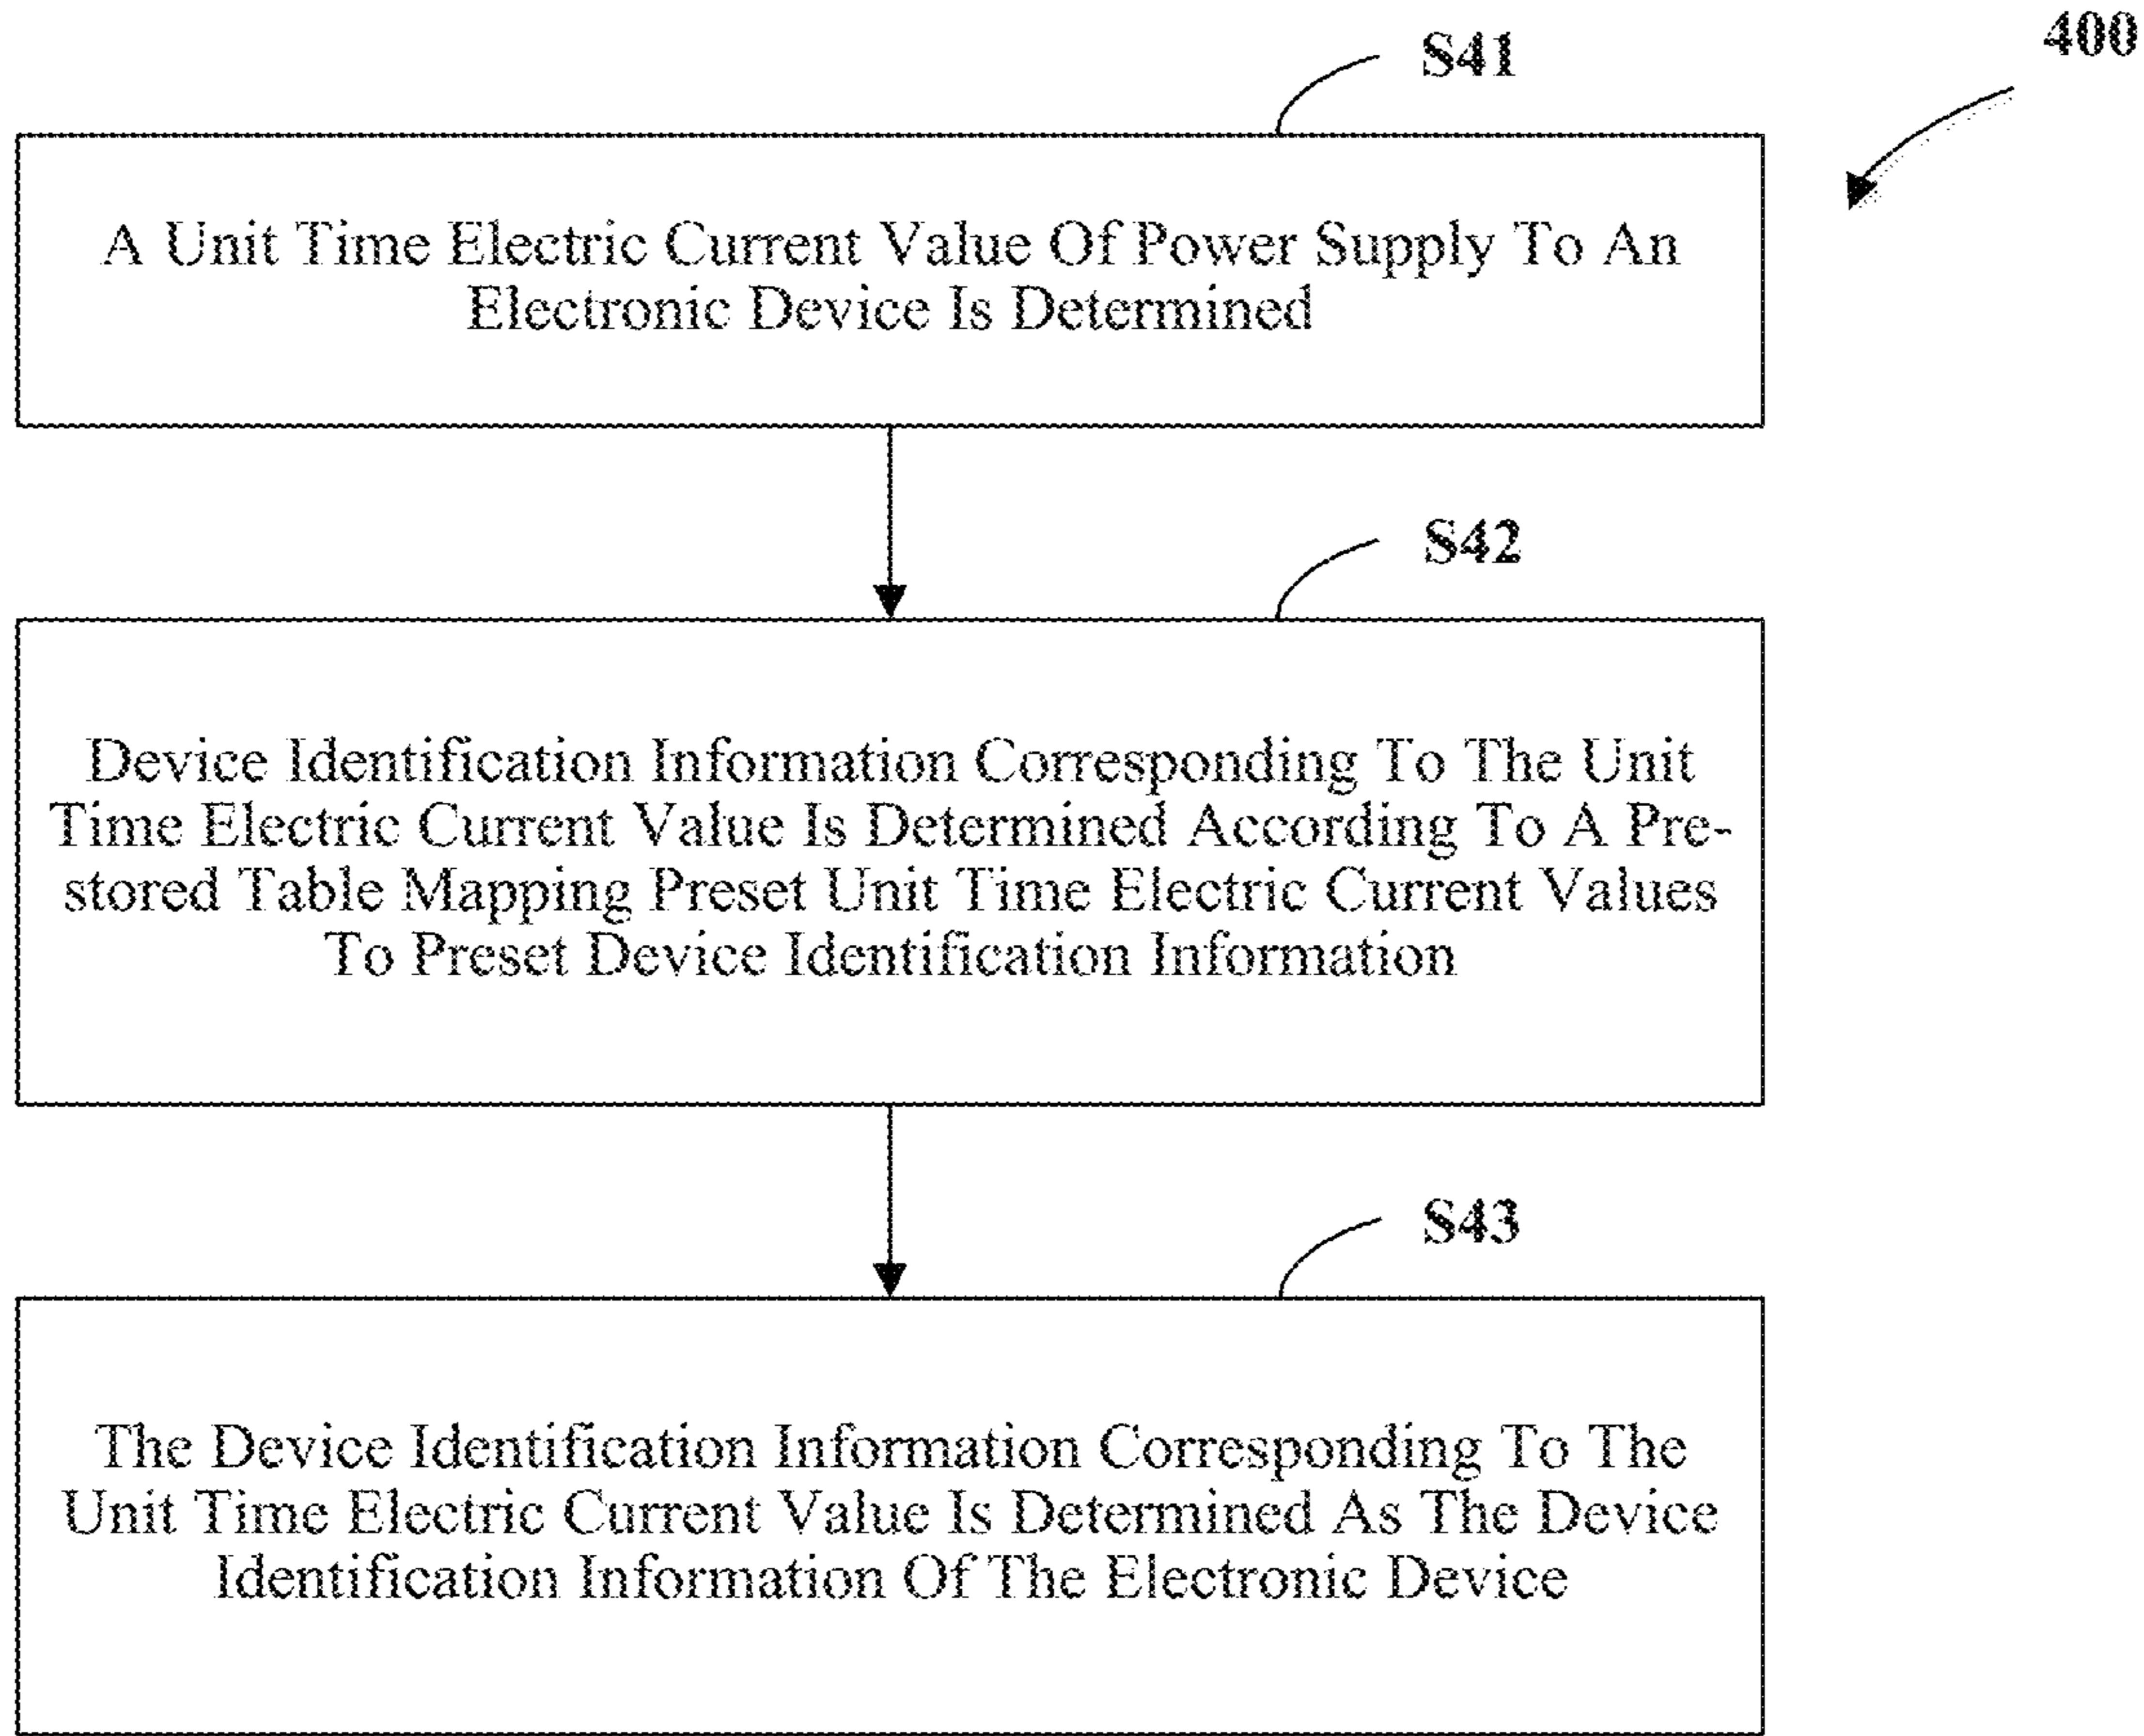 400
S41
A Unit Time Electric Current Value Of Power Supply To An
Electronic Device Is Determined
S42
Device Identification Information Corresponding To The Unit
Time Electric Current Value Is Determined According To A Pre-
stored Table Mapping Preset Unit Time Electric Current Values
To Preset Device Identification Information
S43
The Device Identification Information Corresponding To The
Unit Time Electric Current Value Is Determined As The Device
Identification Information Of The Electronic Device